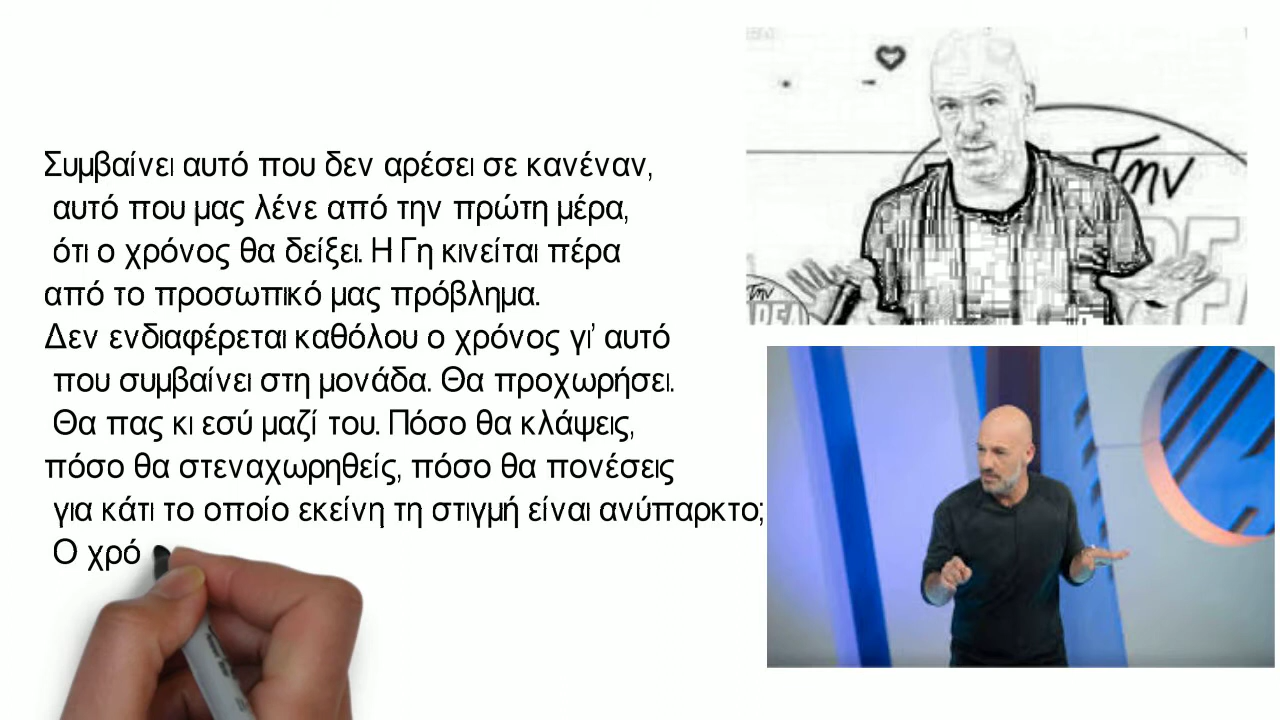 Συμβαίνει αυτό που δεν αρέσει σε κανέναν,
αυτό που μας λένε από την πρώτη μέρα,
ότι ο χρόνος θα δείξει. Η Γη κινείται πέρα
από το προσωπικό μας πρόβλημα.
Δεν ενδιαφέρεται καθόλου ο χρόνος γι' αυτό
που συμβαίνει στη μονάδα. Θα προχωρήσει.
Θα πας κι εσύ μαζί του. Πόσο θα κλάψεις,
πόσο θα στεναχωρηθείς, πόσο θα πονέσεις
για κάτι το οποίο εκείνη τη στιγμή είναι ανύπαρκτο;
Ο χρό
Την
Την